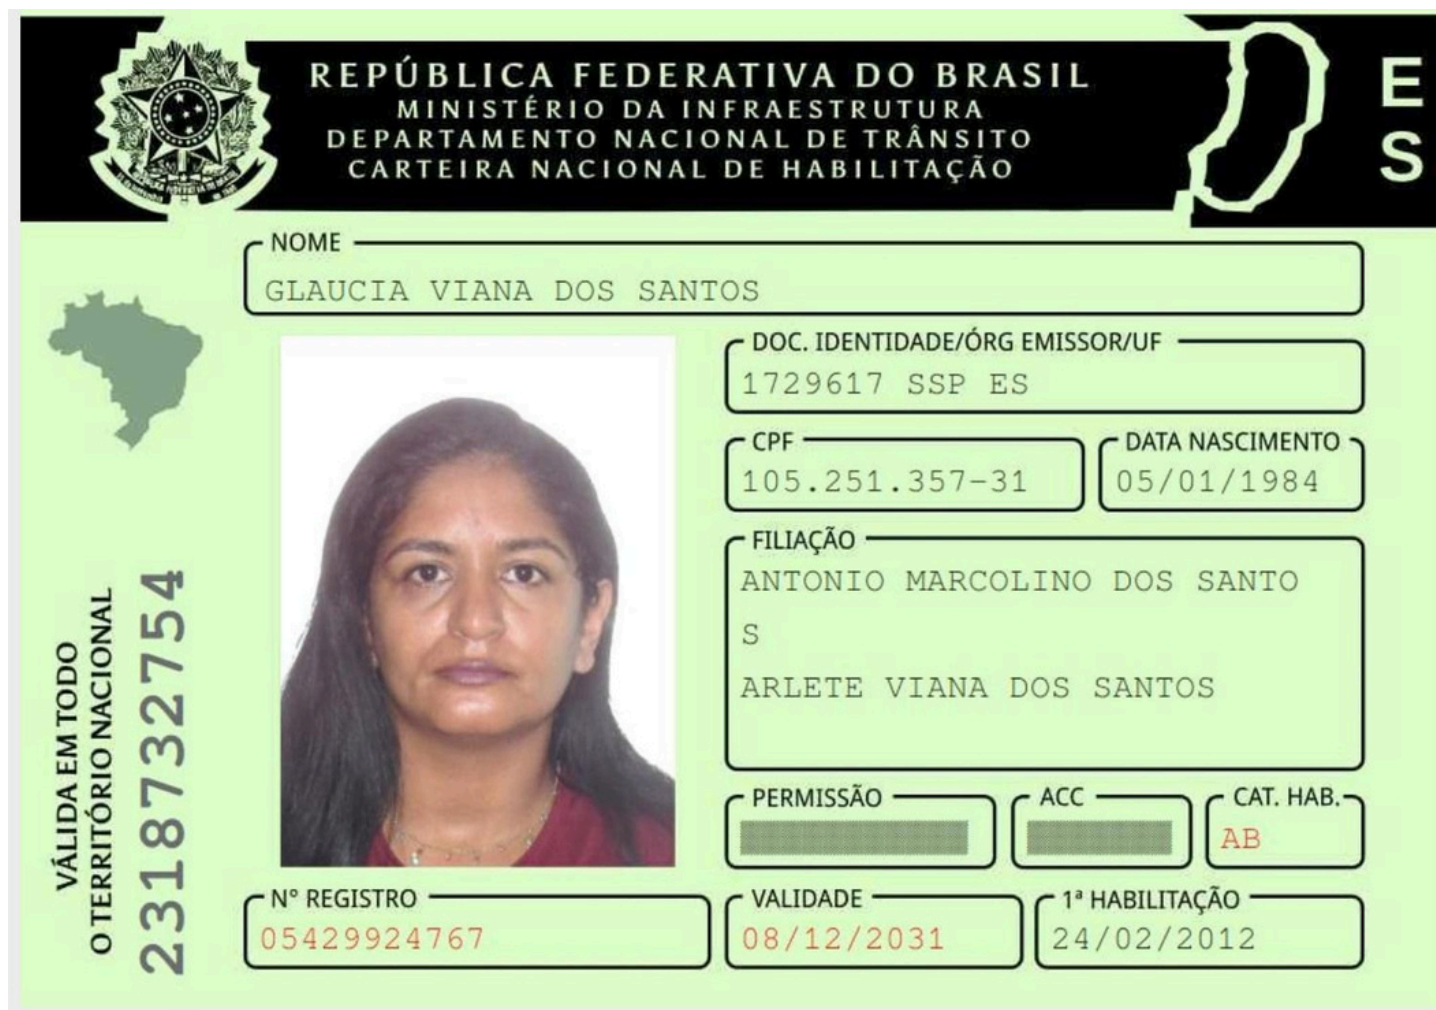 REPÚBLICA FEDERATIVA DO BRASIL
MINISTÉRIO DA INFRAESTRUTURA
DEPARTAMENTO NACIONAL DE TRÂNSITO
CARTEIRA NACIONAL DE HABILITAÇÃO
E
S
NOME
GLAUCIA VIANA DOS SANTOS
DOC. IDENTIDADE/ÓRG EMISSOR/UF
1729617 SSP ES
CPF
105.251.357-31
DATA NASCIMENTO
05/01/1984
FILIAÇÃO
ANTONIO MARCOLINO DOS SANTO
S
ARLETE VIANA DOS SANTOS
PERMISSÃO
ACC
CAT. HAB.
AB
Nº REGISTRO
05429924767
VALIDADE
08/12/2031
1ª HABILITAÇÃO
24/02/2012
VÁLIDA EM TODO
O TERRITÓRIO NACIONAL
2318732754